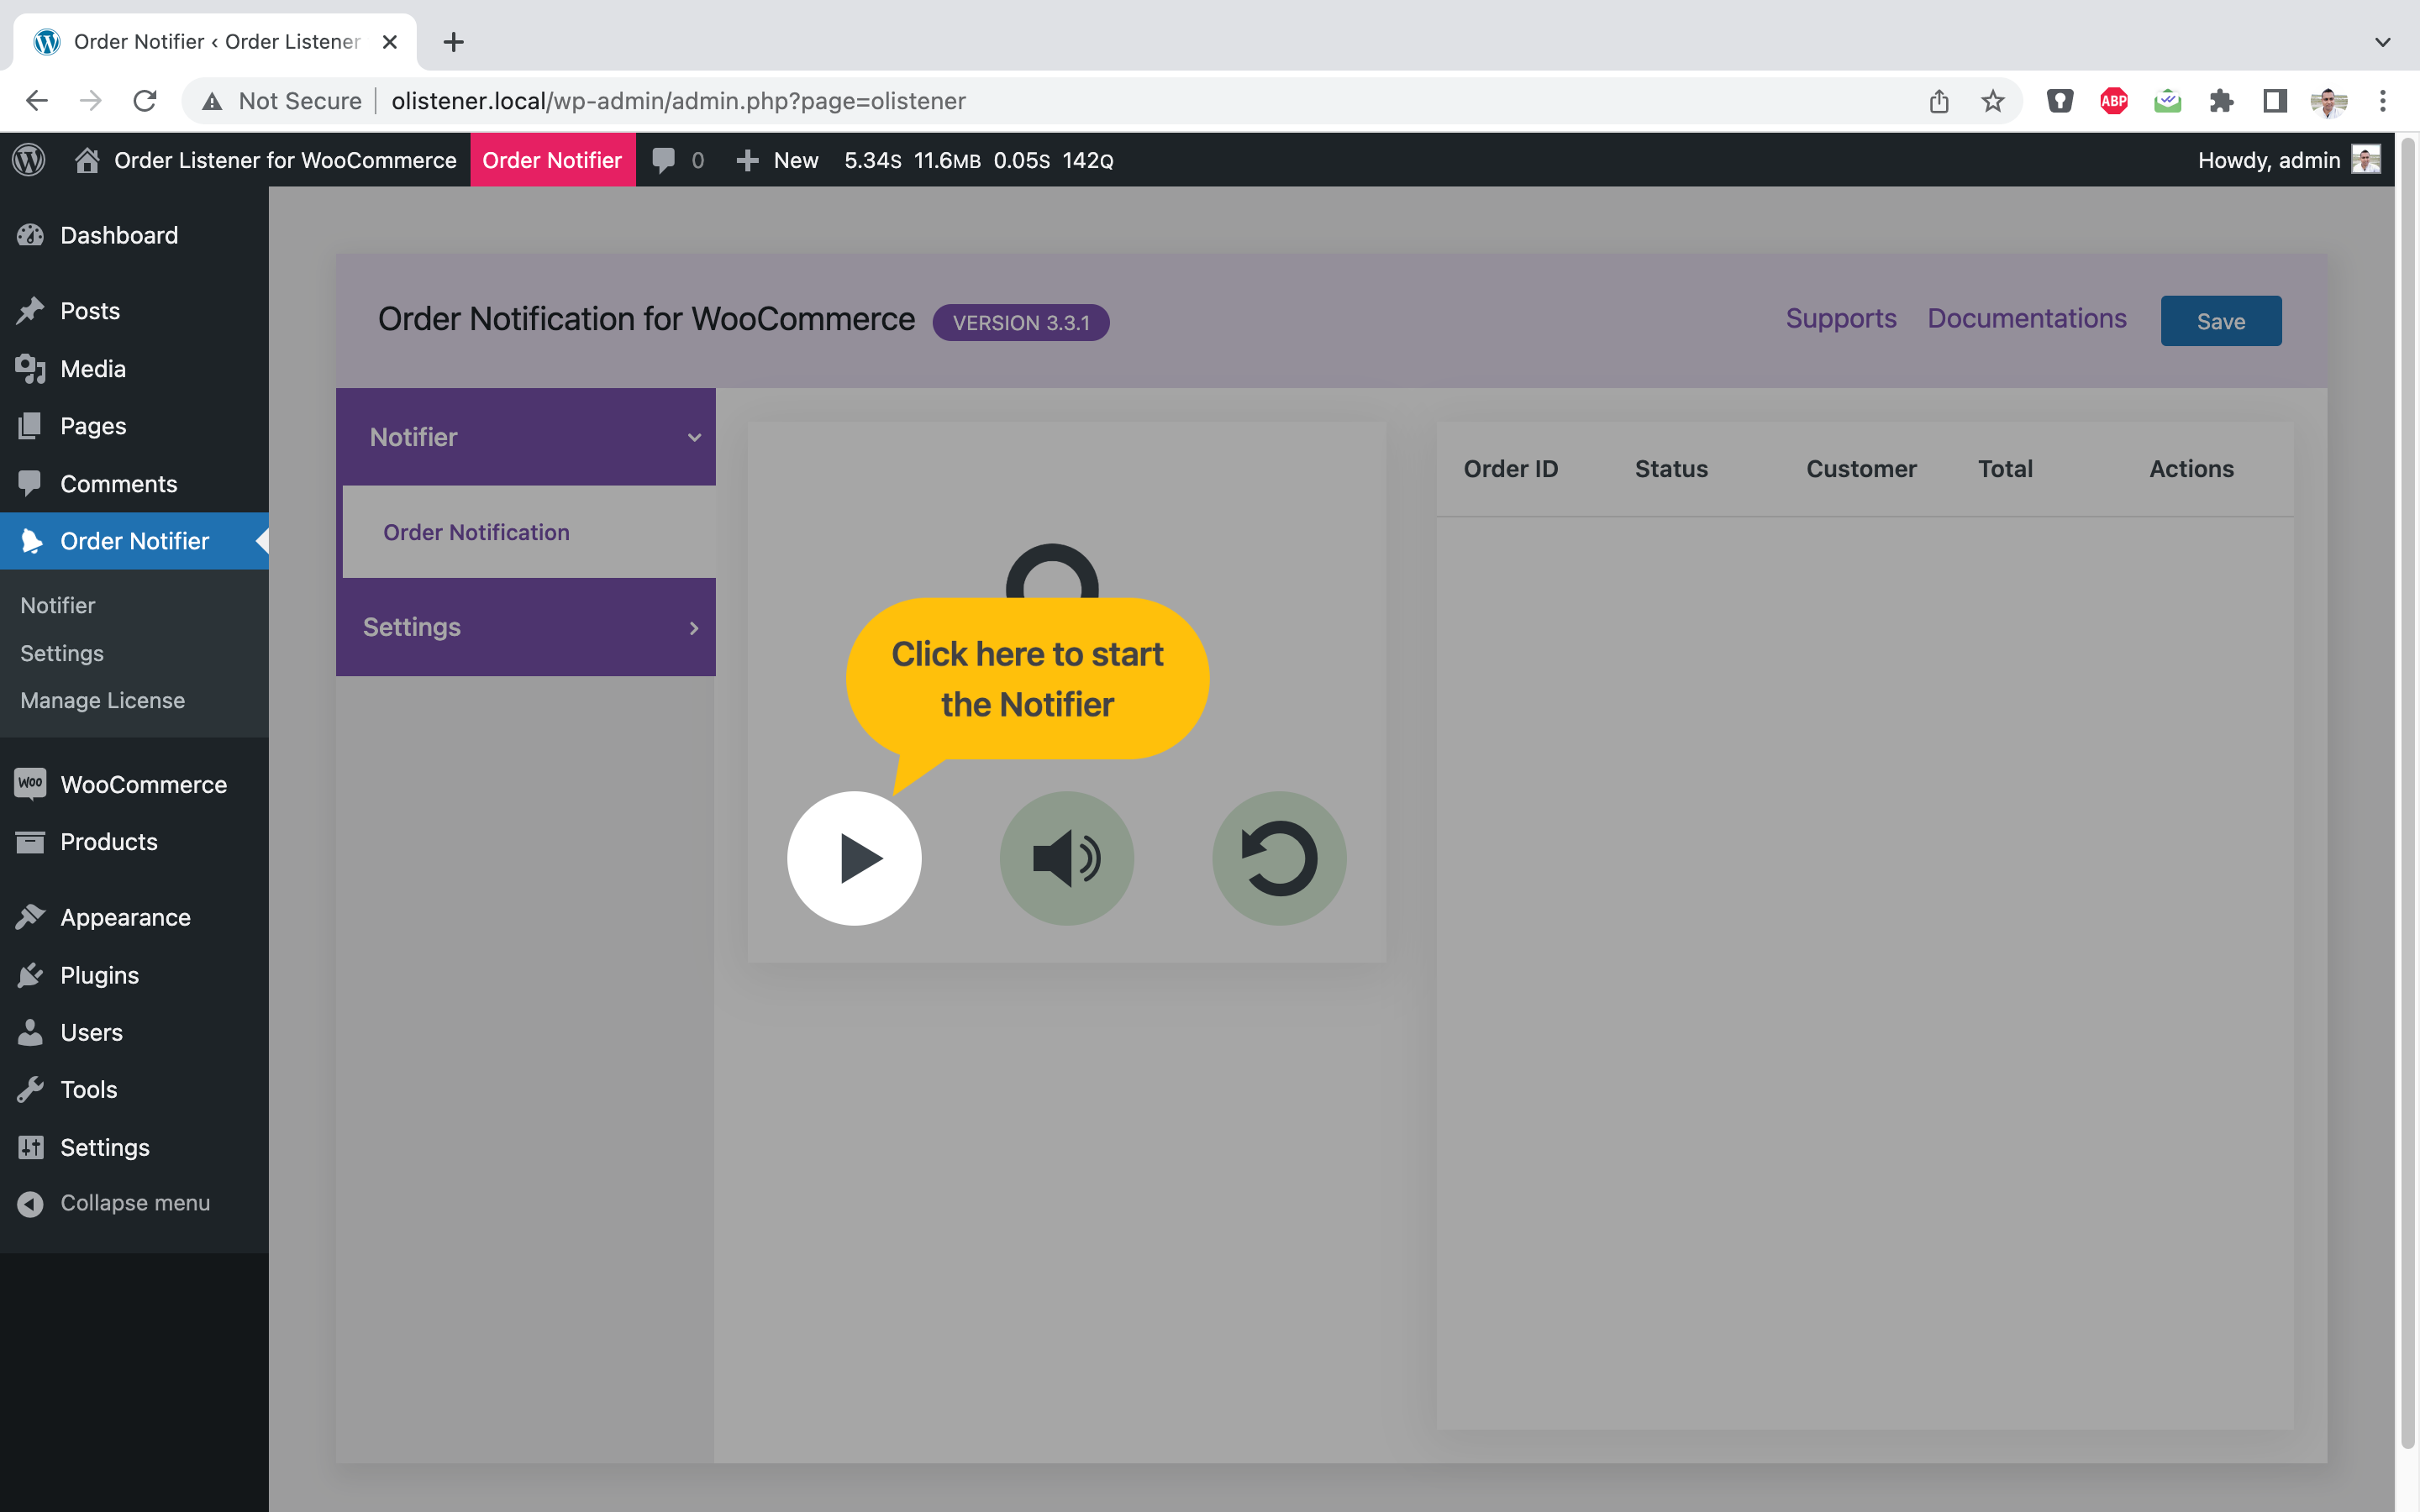 Order Notifier ‹ Order Listener
Not Secure
olistener.local/wp-admin/admin.php?page=olistener
ABP
Order Listener for WooCommerce
Order Notifier
0
New
5.34S 11.6MB 0.05S 142Q
Howdy, admin
Dashboard
Posts
Media
Pages
Comments
Order Notifier
Notifier
Settings
Manage License
Woo
WooCommerce
Products
Appearance
Plugins
Users
Tools
Settings
Collapse menu
Order Notification for WooCommerce
VERSION 3.3.1
Supports
Documentations
Save
Notifier
Order Notification
Settings
Click here to start
the Notifier
Order ID
Status
Customer
Total
Actions